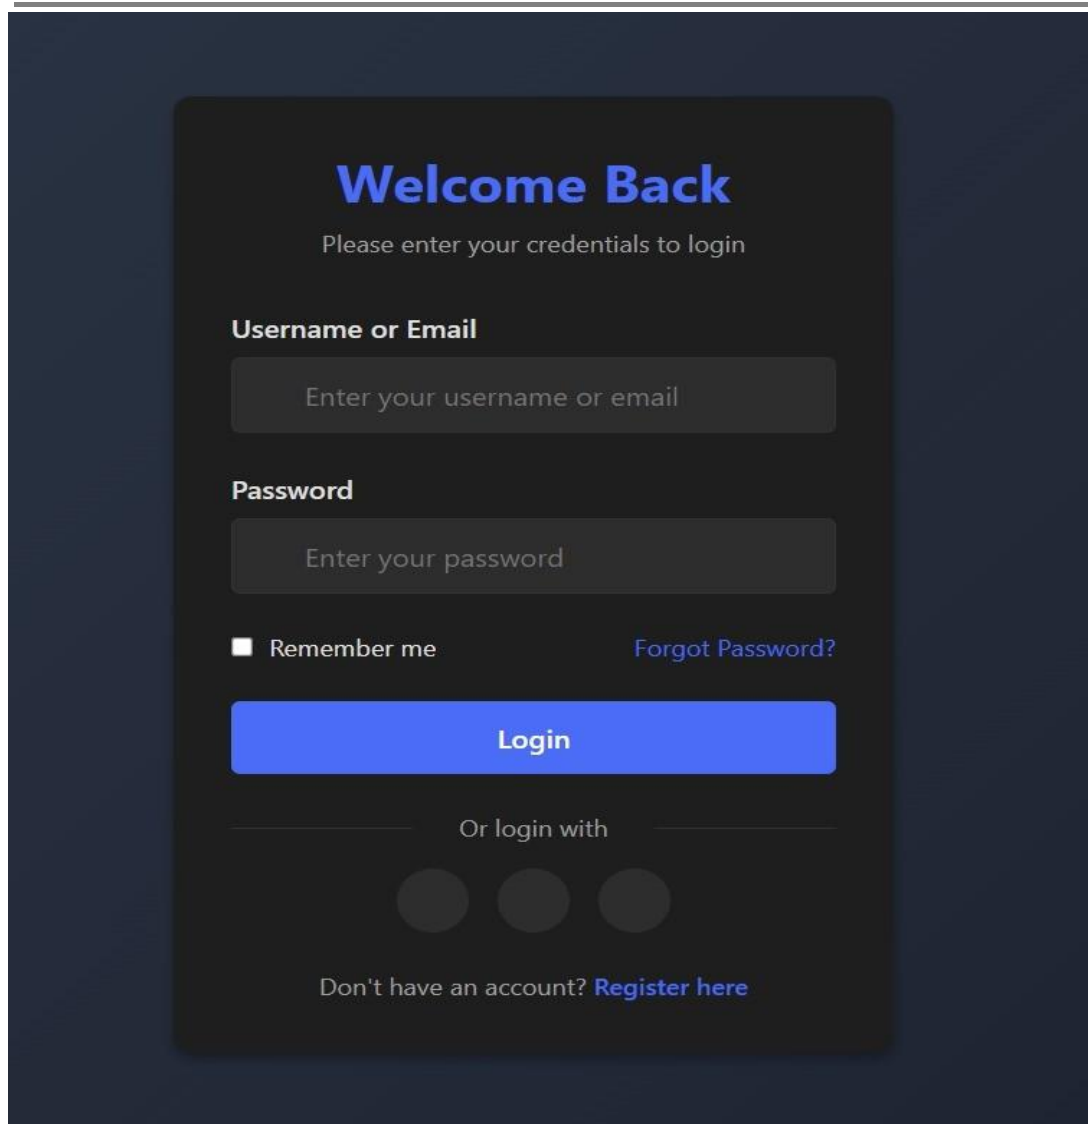 Welcome Back
Please enter your credentials to login
Username or Email
Enter your username or email
Password
Enter your password
Remember me Forgot Password?
Login
Or login with
Don't have an account? Register here